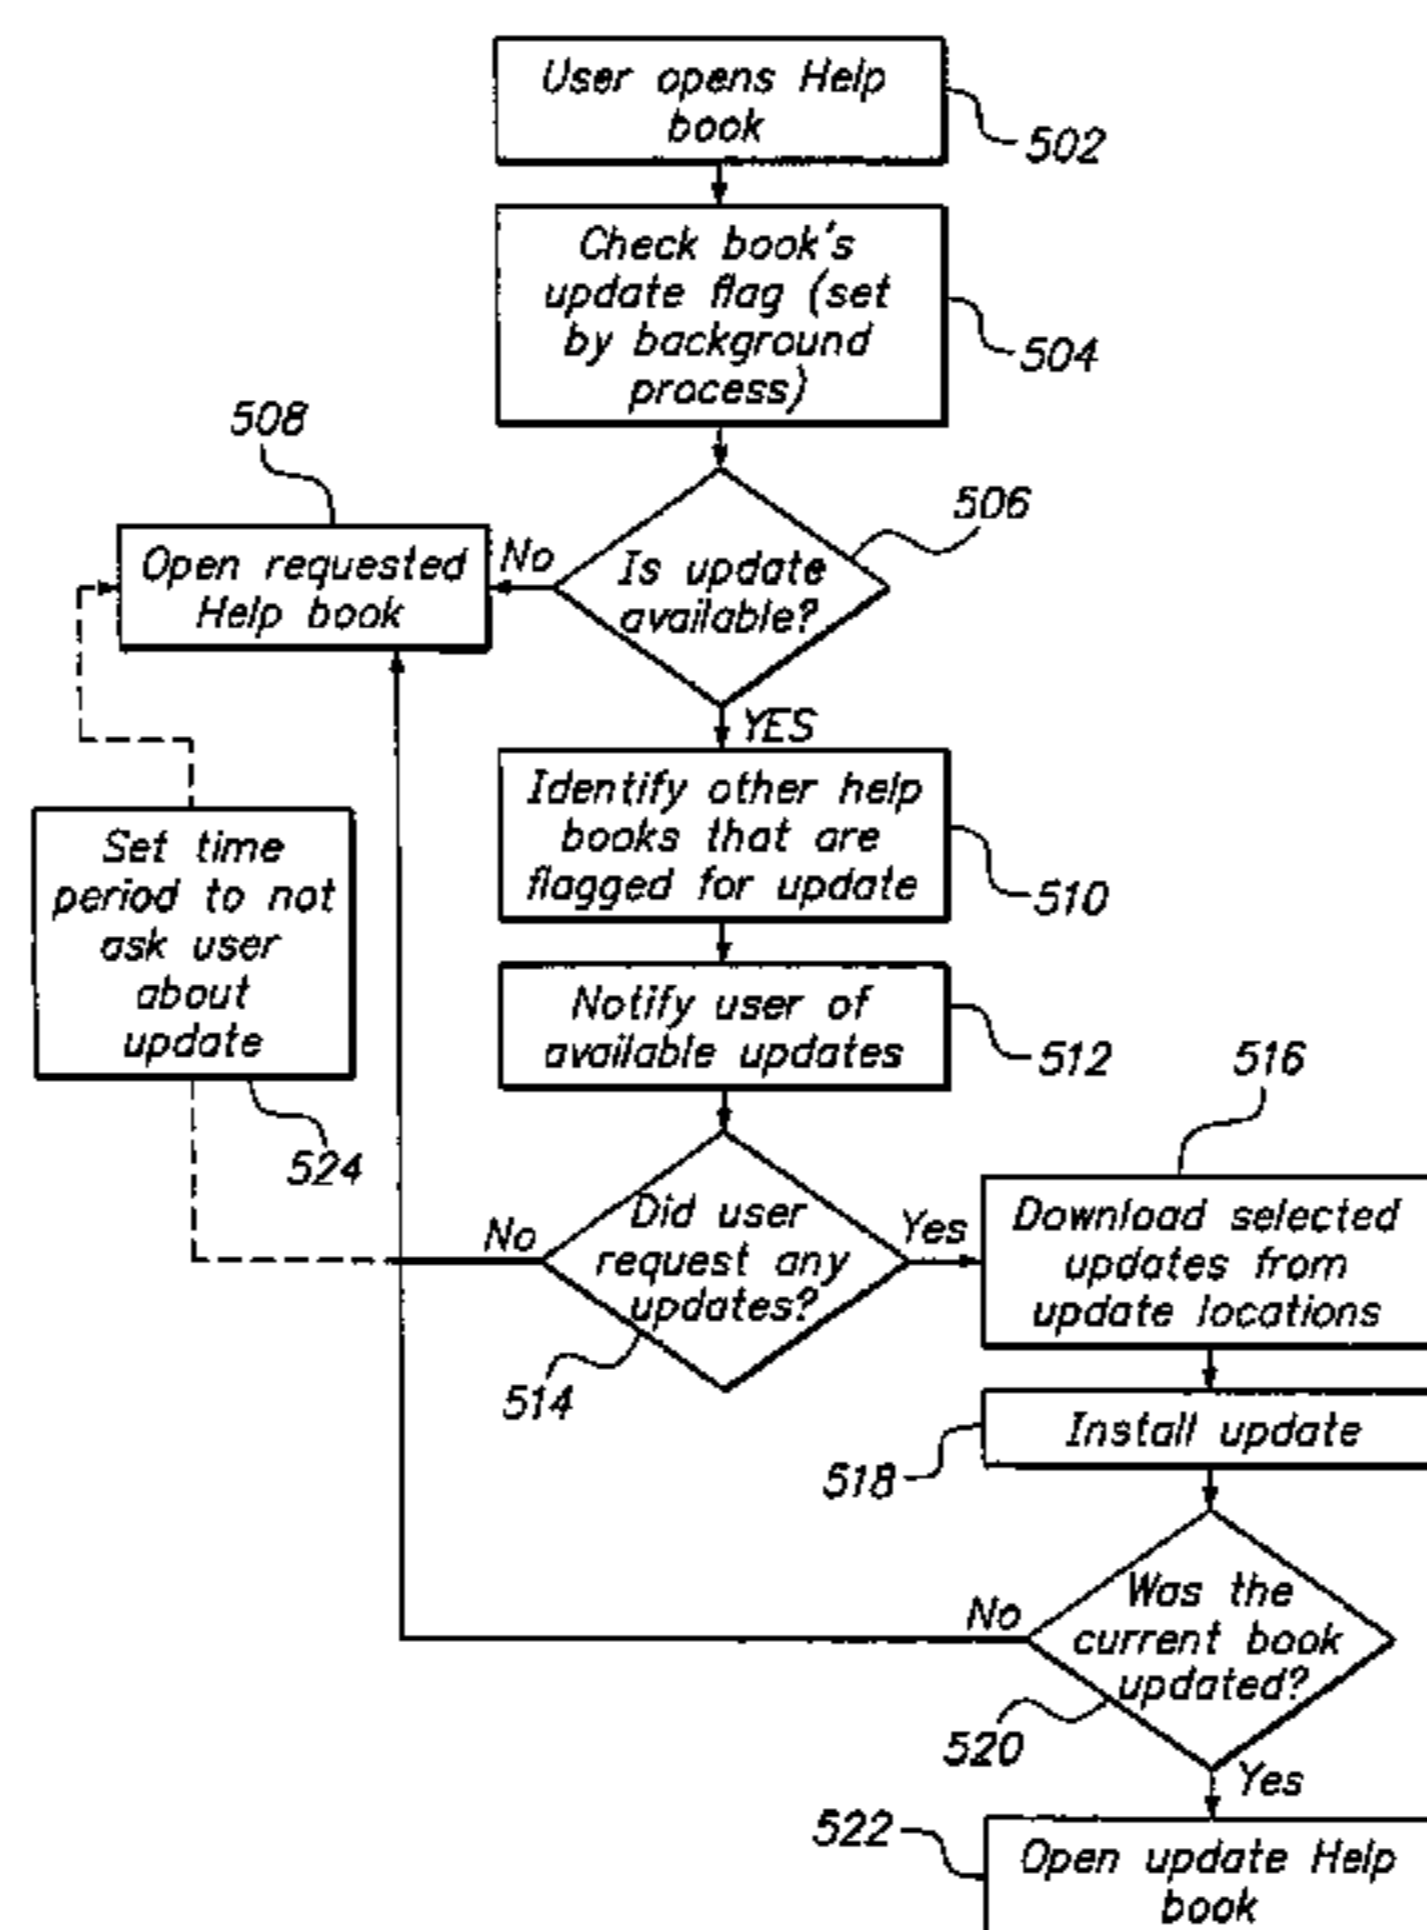 User opens Help
book
502
Check book's
update flag (set
by background
process)
504
508
506
Open requested
Help book
No
Is update
available?
YES
Identify other help
books that are
flagged for update
510
Set time
period to not
ask user
about
update
524
Notify user of
available updates
512
516
No
Did user
request any
updates?
Yes
514
Download selected
updates from
update locations
Install update
518
No
Was the
current book
updated?
520
Yes
522
Open update Help
book